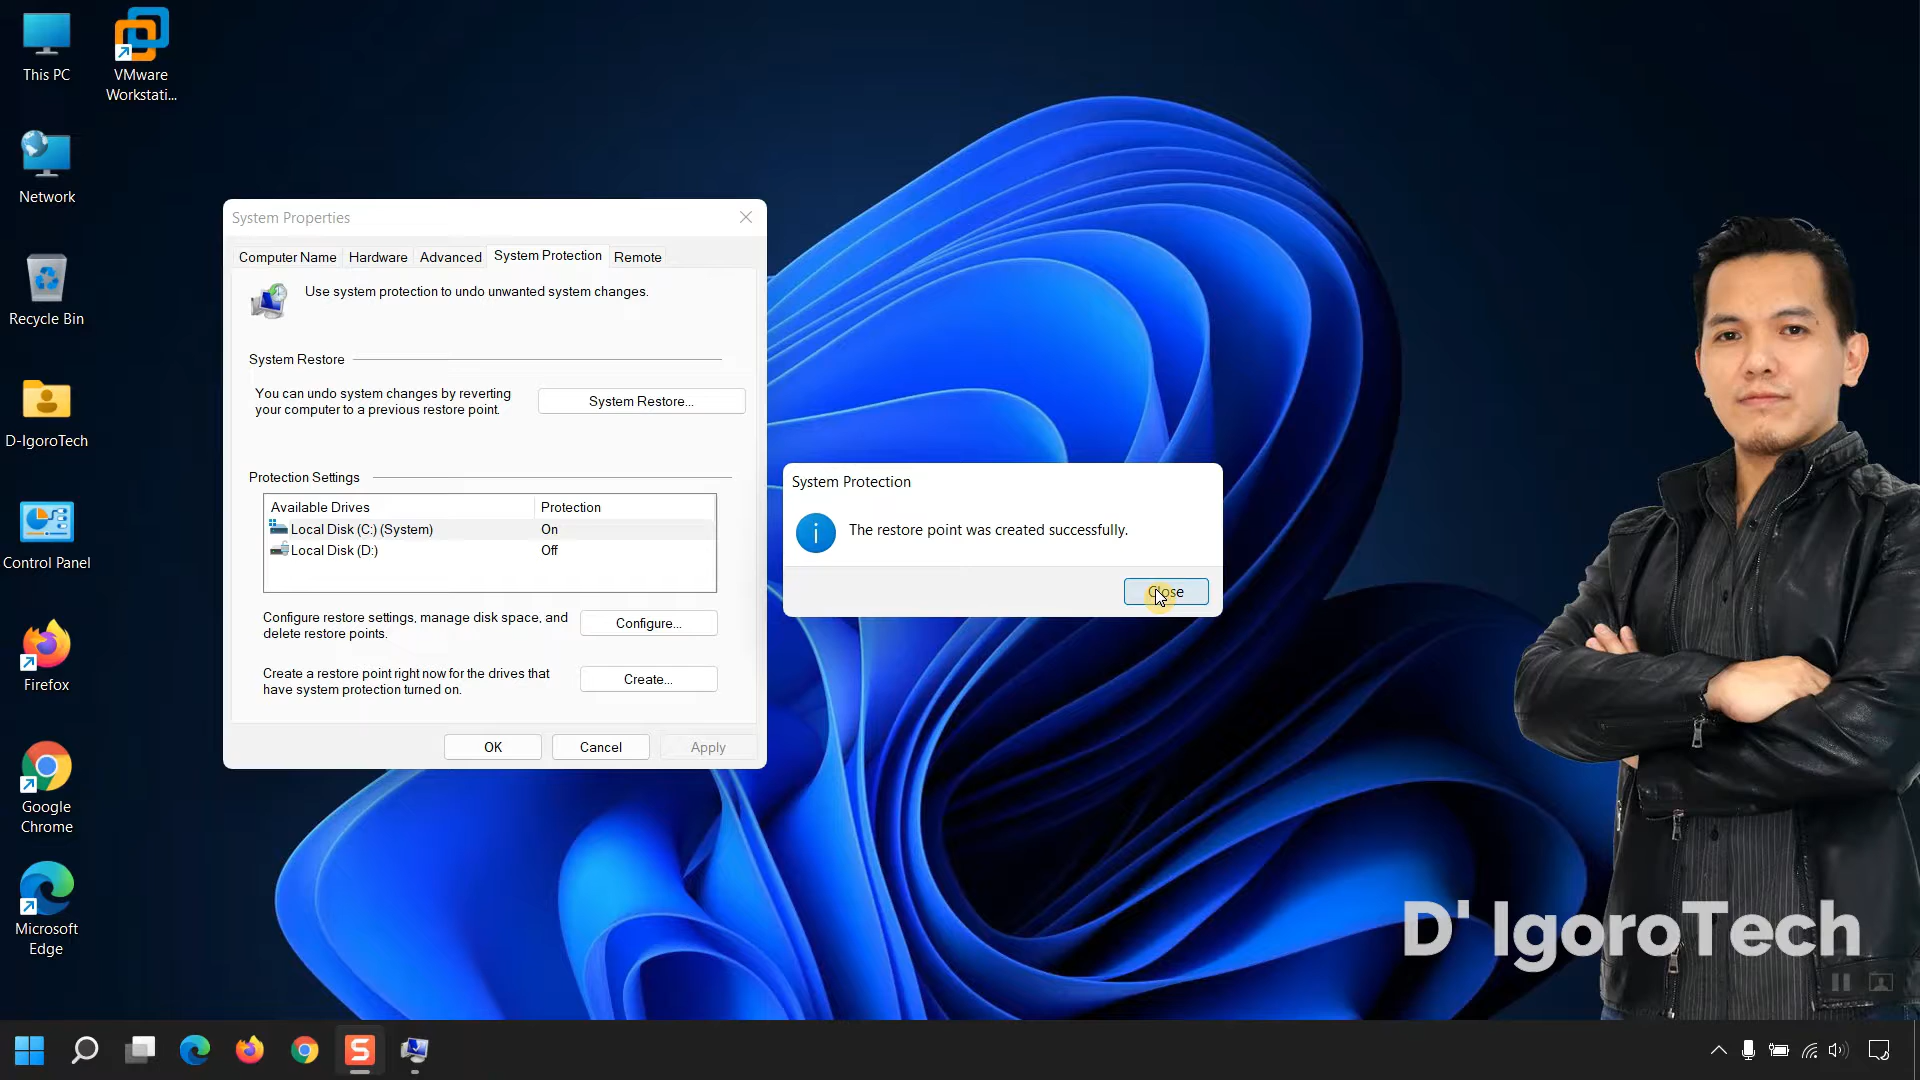 This PC
VMware
Workstati...
Network
Recycle Bin
D-IgoroTech
Control Panel
Firefox
Google
Chrome
Microsoft
Edge
System Properties
Computer Name
Hardware
Advanced
System Protection
Remote
Use system protection to undo unwanted system changes.
System Restore
You can undo system changes by reverting
your computer to a previous restore point.
System Restore...
Protection Settings
Available Drives
Protection
Local Disk (C:) (System)
On
Local Disk (D:)
Off
Configure restore settings, manage disk space, and
delete restore points.
Configure...
Create a restore point right now for the drives that
have system protection turned on.
Create...
OK
Cancel
Apply
System Protection
The restore point was created successfully.
Close
D' IgoroTech